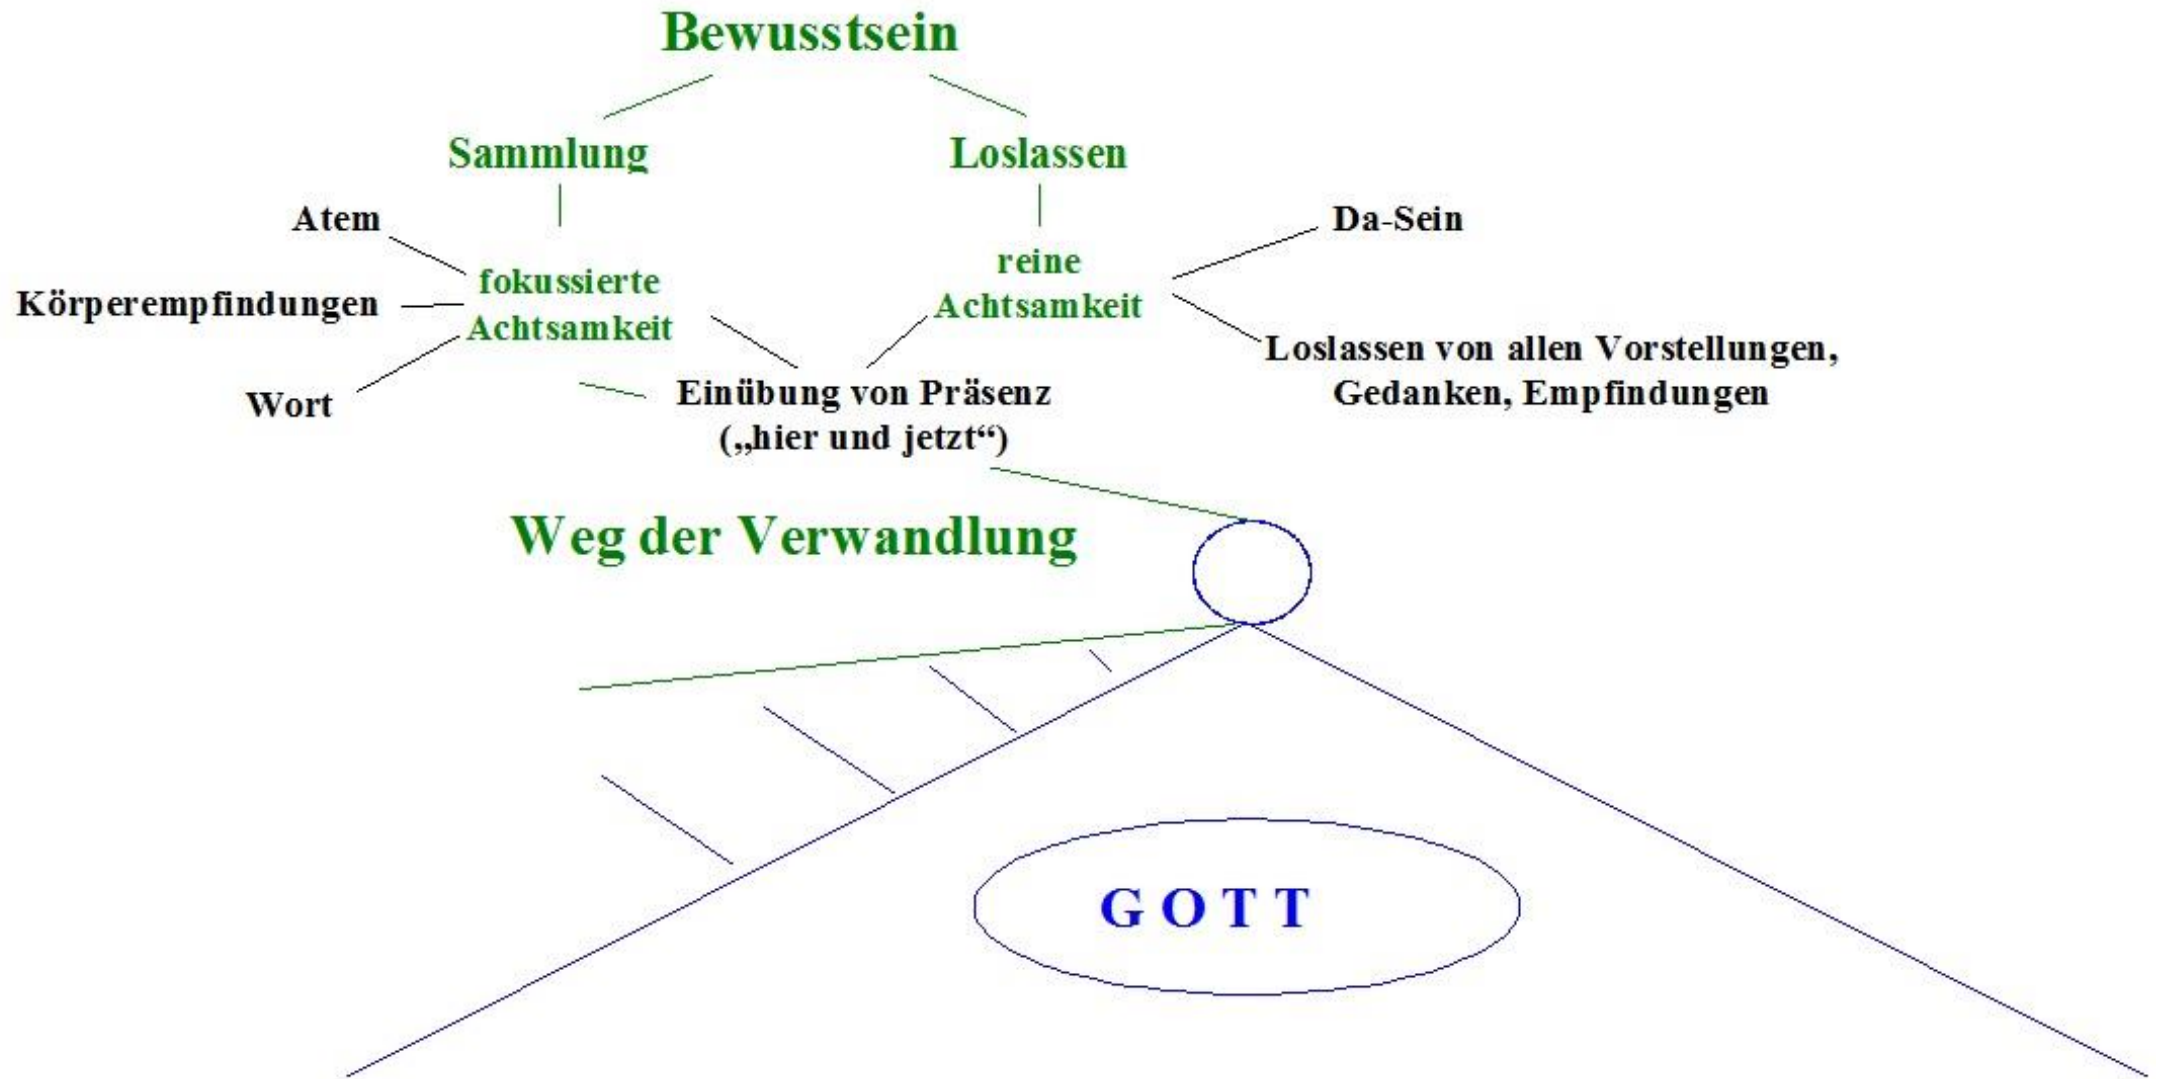 Bewusstsein
Sammlung
Loslassen
Atem
Da-Sein
fokussierte
Achtsamkeit
reine
Achtsamkeit
Körperempfindungen
Loslassen von allen Vorstellungen,
Gedanken, Empfindungen
Wort
Einübung von Präsenz
(„hier und jetzt“)
Weg der Verwandlung
G O T T